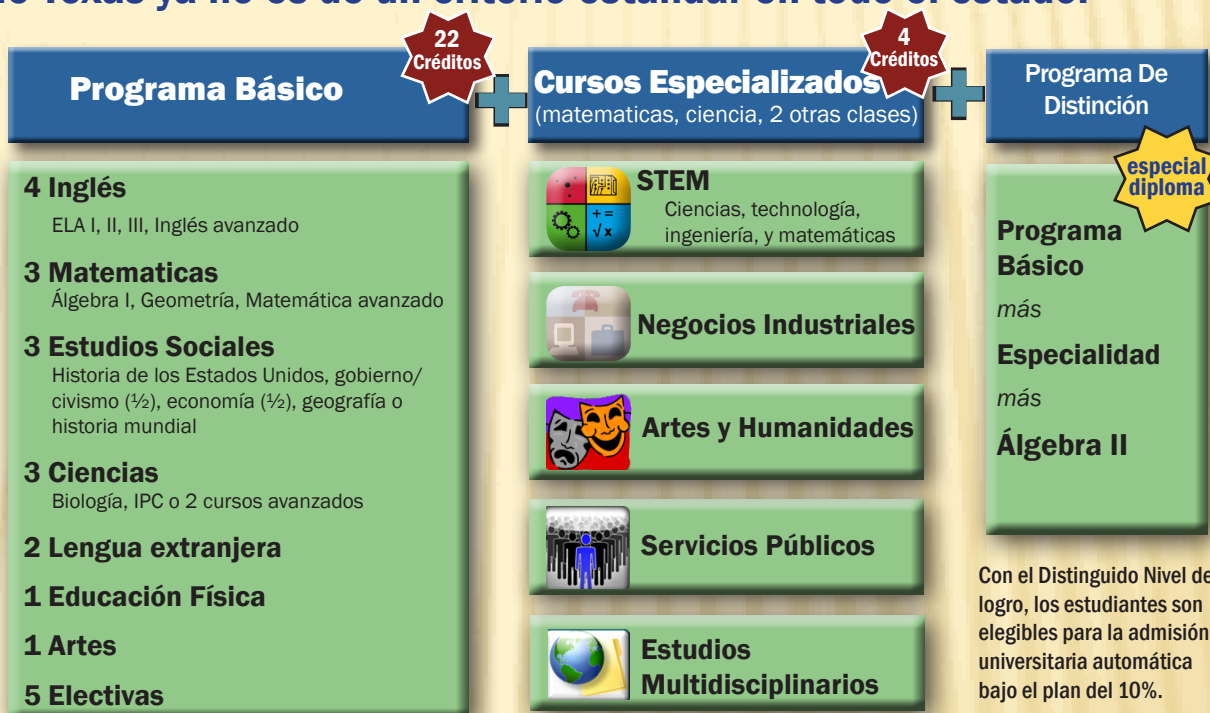 22
Créditos
Programa Básico
4 Inglés
ELA I, II, III, Inglés avanzado
3 Matematicas
Álgebra I, Geometría, Matemática avanzado
3 Estudios Sociales
Historia de los Estados Unidos, gobierno/
civismo (½), economía (½), geografía o
historia mundial
3 Ciencias
Biología, IPC o 2 cursos avanzados
2 Lengua extranjera
1 Educación Física
1 Artes
5 Electivas
4
Créditos
Cursos Especializados
(matematicas, ciencia, 2 otras clases)
STEM
Ciencias, technología,
ingeniería, y matemáticas
Negocios Industriales
Artes y Humanidades
Servicios Públicos
Estudios
Multidisciplinarios
Programa De
Distinción
especial
diploma
Programa
Básico
más
Especialidad
más
Álgebra II
Con el Distinguido Nivel de
logro, los estudiantes son
elegibles para la admisión
universitaria automática
bajo el plan del 10%.